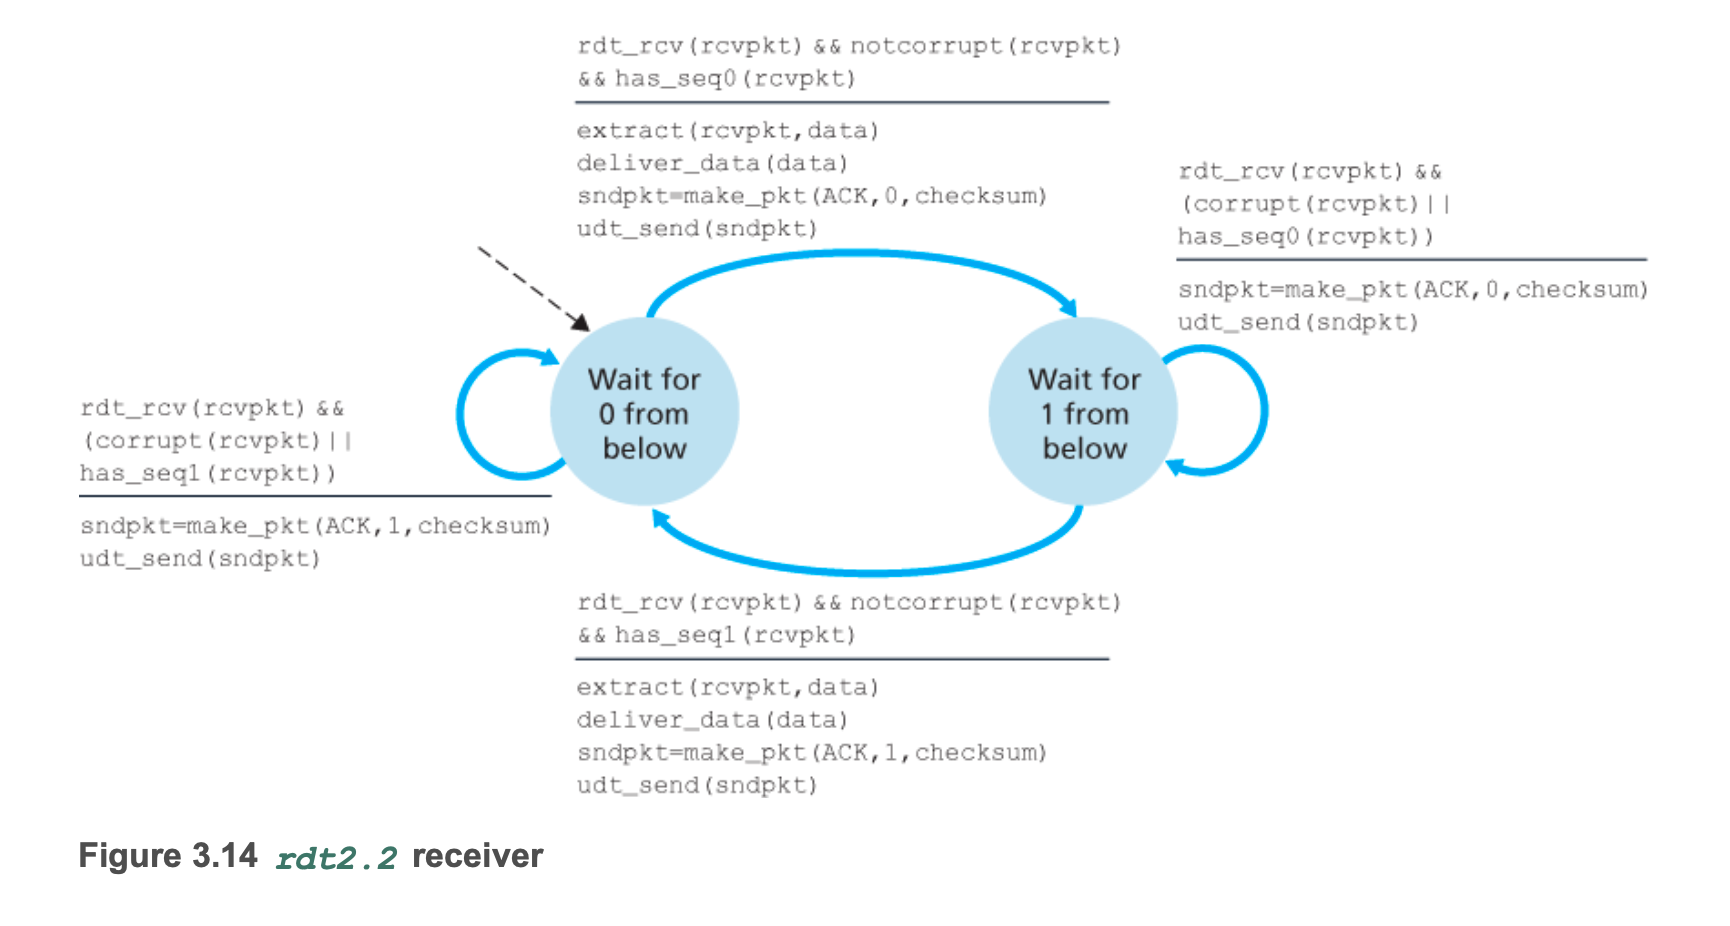 rdt_rcv(rcvpkt) && notcorrupt(rcvpkt)
&& has_seq0(rcvpkt)
extract(rcvpkt,data)
deliver_data(data)
sndpkt=make_pkt(ACK,0,checksum)
udt_send(sndpkt)
rdt_rcv(rcvpkt) &&
(corrupt(rcvpkt)||
has_seq0(rcvpkt))
sndpkt=make_pkt(ACK,0,checksum)
udt_send(sndpkt)
Wait for
0 from
below
Wait for
1 from
below
rdt_rcv(rcvpkt) &&
(corrupt(rcvpkt)||
has_seq1(rcvpkt))
sndpkt=make_pkt(ACK,1,checksum)
udt_send(sndpkt)
rdt_rcv(rcvpkt) && notcorrupt(rcvpkt)
&& has_seq1(rcvpkt)
extract(rcvpkt,data)
deliver_data(data)
sndpkt=make_pkt(ACK,1,checksum)
udt_send(sndpkt)
Figure 3.14 rdt2.2 receiver